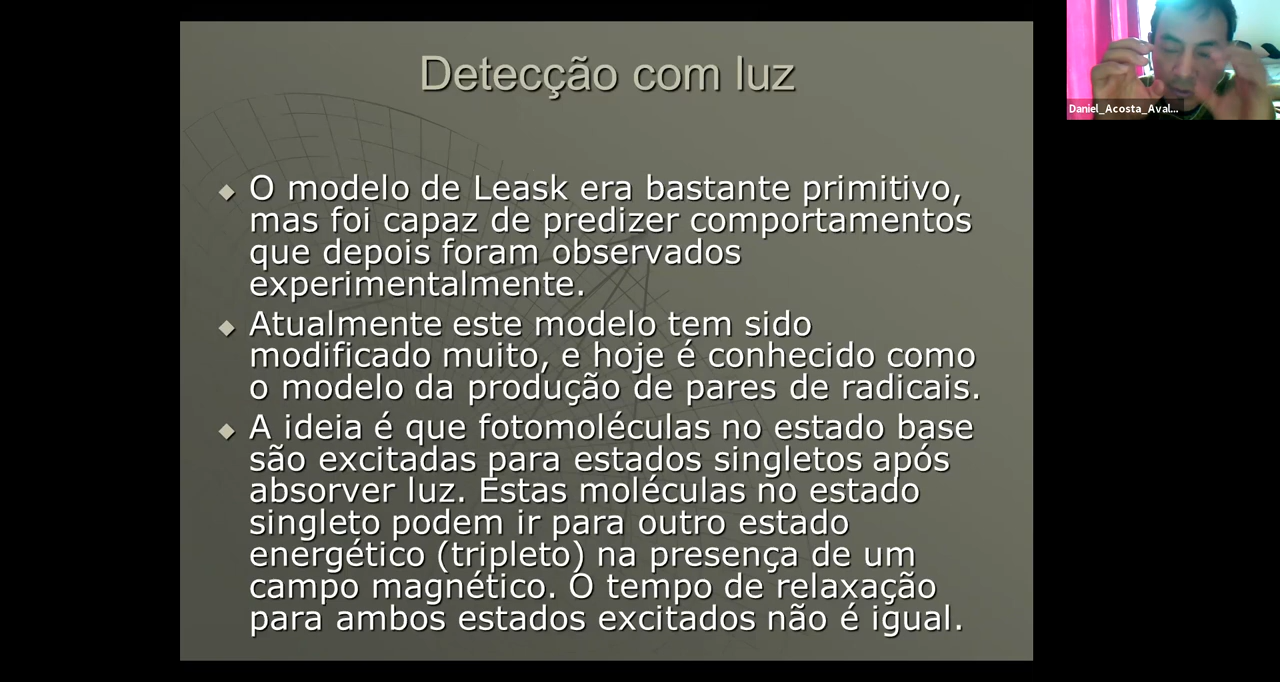 Detecção com luz
O modelo de Leask era bastante primitivo,
mas foi capaz de predizer comportamentos
que depois foram observados
experimentalmente.
Atualmente este modelo tem sido
modificado muito, e hoje é conhecido como
o modelo da produção de pares de radicais.
A ideia é que fotomoléculas no estado base
são excitadas para estados singletos após
absorver luz. Estas moléculas no estado
singleto podem ir para outro estado
energético (tripleto) na presença de um
campo magnético. O tempo de relaxação
para ambos estados excitados não é igual.
Daniel_Acosta_Aval...